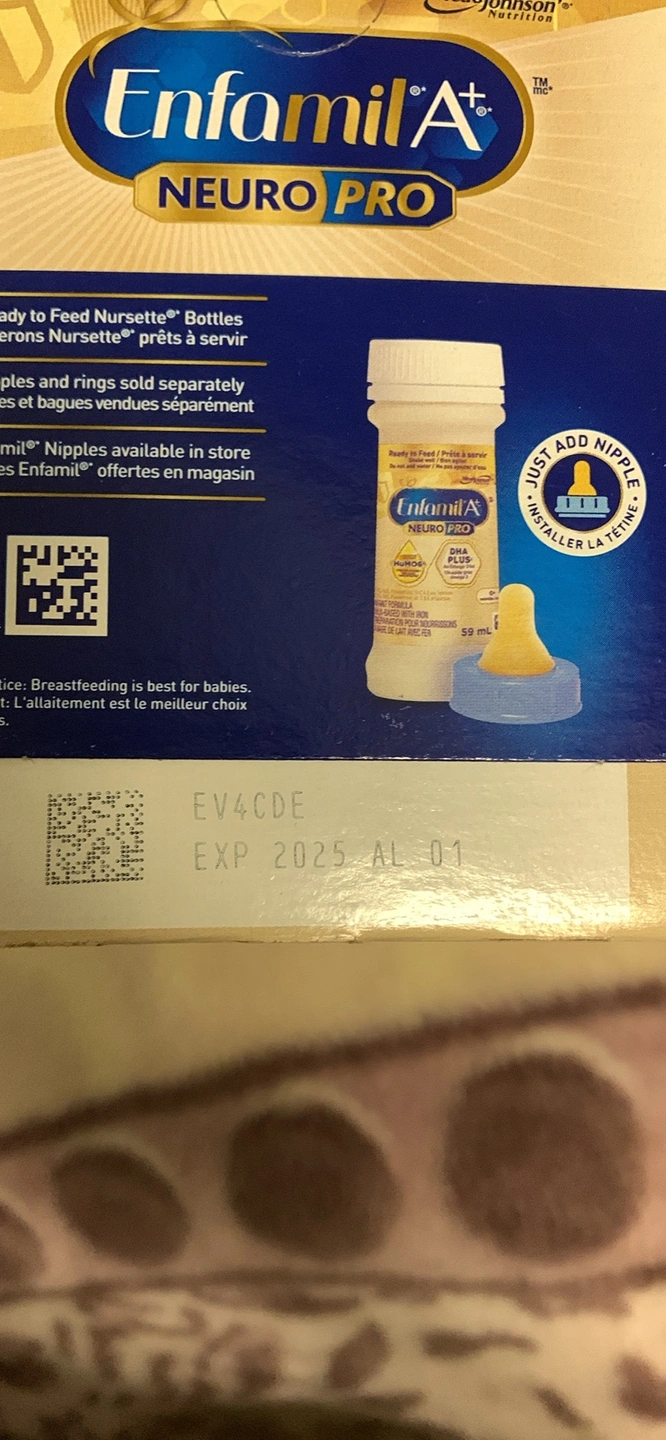 Johnson®*
Nutrition
Enfamil®* A+®* ™
mc*
NEURO PRO
ady to Feed Nursette®* Bottles
erons Nursette®* prêts à servir
ples and rings sold separately
es et bagues vendues séparément
mil®* Nipples available in store
es Enfamil®* offertes en magasin
JUST ADD NIPPLE
INSTALLER LA TÉTINE
Ready to Feed / Prête à servir
Enfamil A+
NEURO PRO
HuMOs
DHA
PLUS
59 mL
tice: Breastfeeding is best for babies.
t: L'allaitement est le meilleur choix
s.
EV4CDE
EXP 2025 AL 01